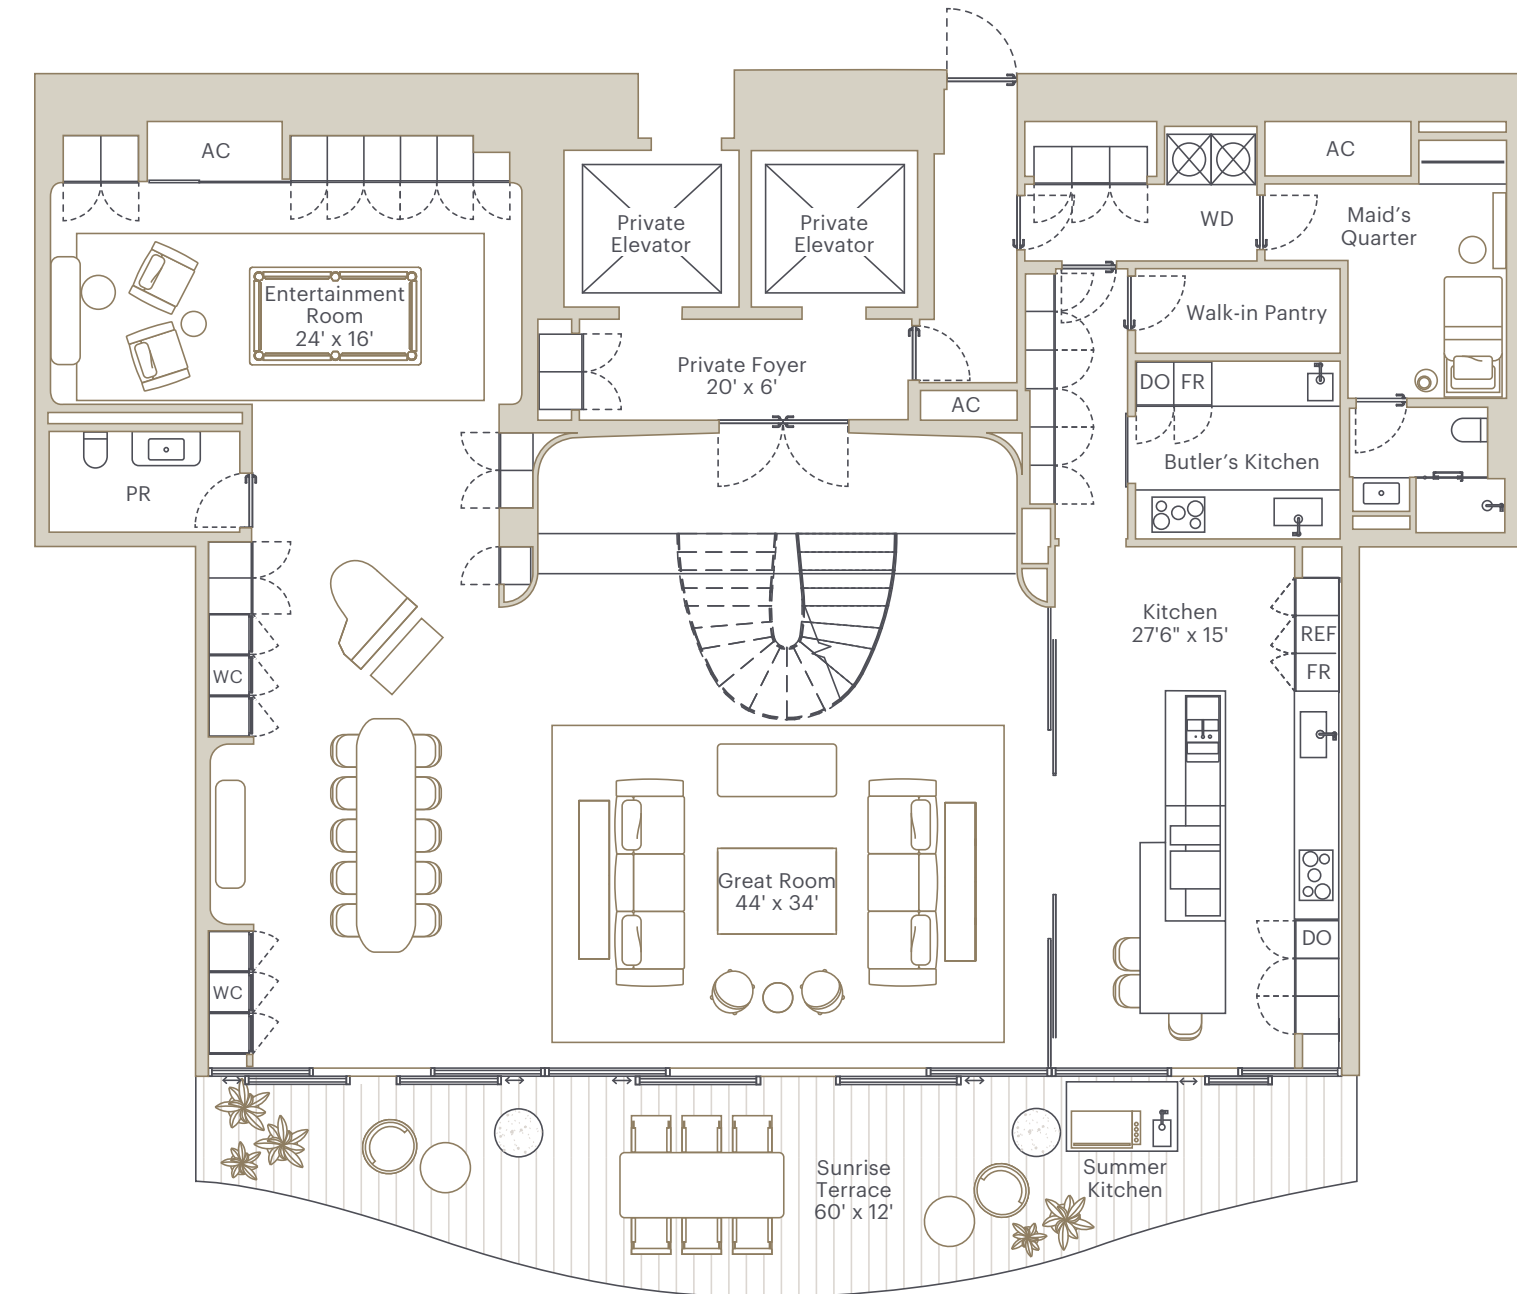 AC
AC
Private
Elevator
Private
Elevator
WD
Maid's
Quarter
Entertainment
Room
24' x 16'
Walk-in Pantry
Private Foyer
20' x 6'
DO
FR
AC
Butler's Kitchen
PR
Kitchen
27'6" x 15'
REF
FR
WC
Great Room
44' x 34'
DO
WC
Sunrise
Terrace
60' x 12'
Summer
Kitchen